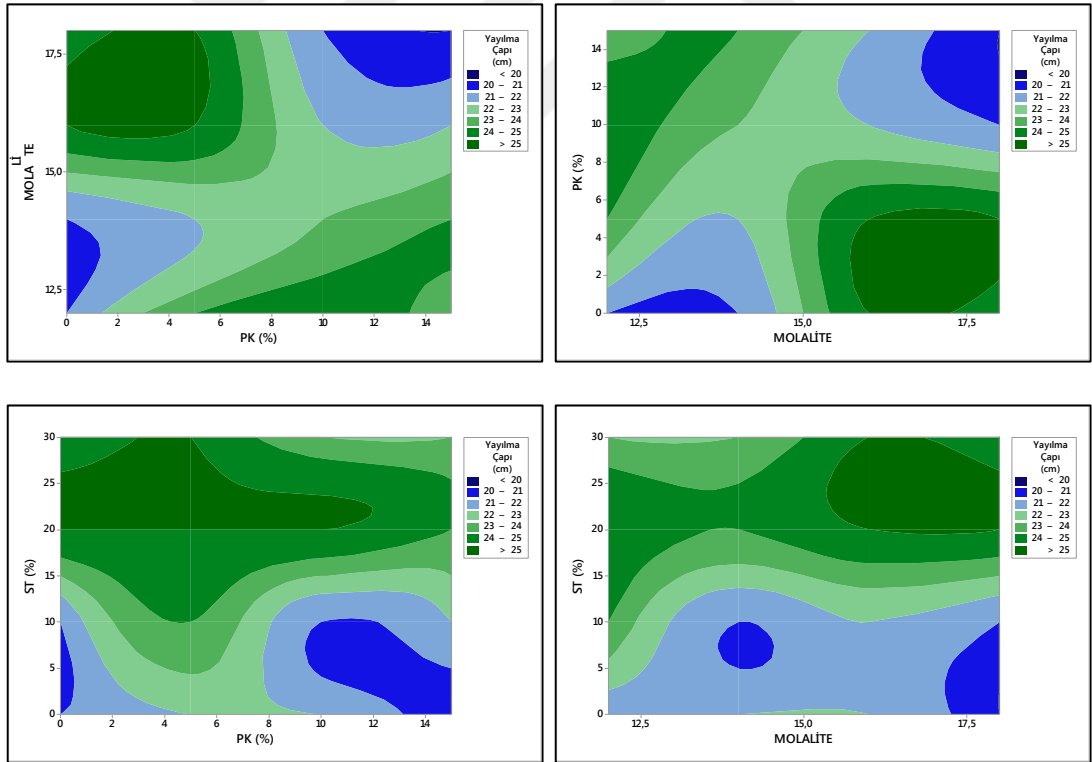 Yayılma
Çapı
(cm)
< 20
20 – 21
21 – 22
22 – 23
23 – 24
24 – 25
> 25
17,5
15,0
12,5
MOLALİTE
0 2 4 6 8 10 12 14
PK (%)
Yayılma
Çapı
(cm)
< 20
20 – 21
21 – 22
22 – 23
23 – 24
24 – 25
> 25
14
12
10
8
6
4
2
0
PK (%)
12,5 15,0 17,5
MOLALİTE
Yayılma
Çapı
(cm)
< 20
20 – 21
21 – 22
22 – 23
23 – 24
24 – 25
> 25
30
25
20
15
10
5
0
ST (%)
0 2 4 6 8 10 12 14
PK (%)
Yayılma
Çapı
(cm)
< 20
20 – 21
21 – 22
22 – 23
23 – 24
24 – 25
> 25
30
25
20
15
10
5
0
ST (%)
12,5 15,0 17,5
MOLALİTE